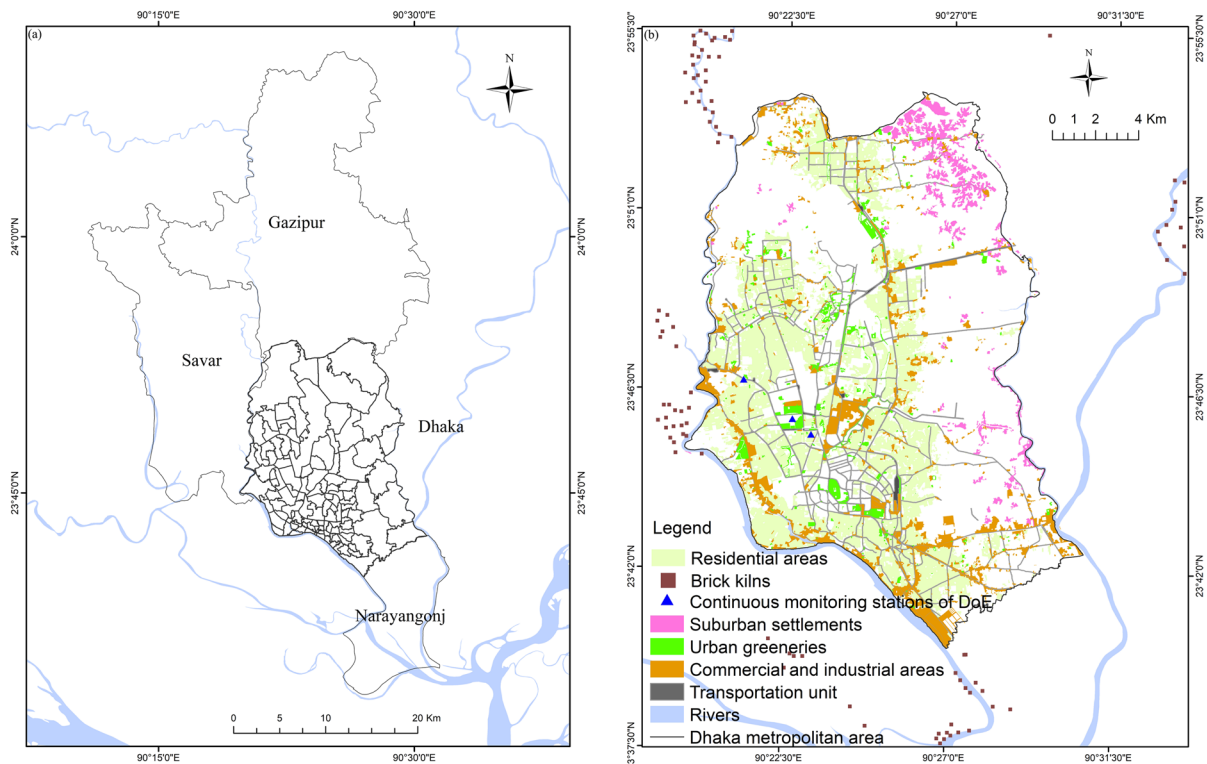 90°15'0"E
90°30'0"E
(a)
N
24°0'0"N
24°0'0"N
Gazipur
Savar
Dhaka
23°45'0"N
23°45'0"N
Narayangonj
0 5 10 20 Km
90°15'0"E
90°30'0"E
90°22'30"E
90°27'0"E
90°31'30"E
23°55'30"
(b)
23°55'30"N
N
0 1 2 4 Km
23°51'0"N
23°51'0"N
23°46'30"N
23°46'30"N
23°42'0"N
23°42'0"N
3°37'30"N
Legend
Residential areas
Brick kilns
Continuous monitoring stations of DoE
Suburban settlements
Urban greeneries
Commercial and industrial areas
Transportation unit
Rivers
Dhaka metropolitan area
90°22'30"E
90°27'0"E
90°31'30"E